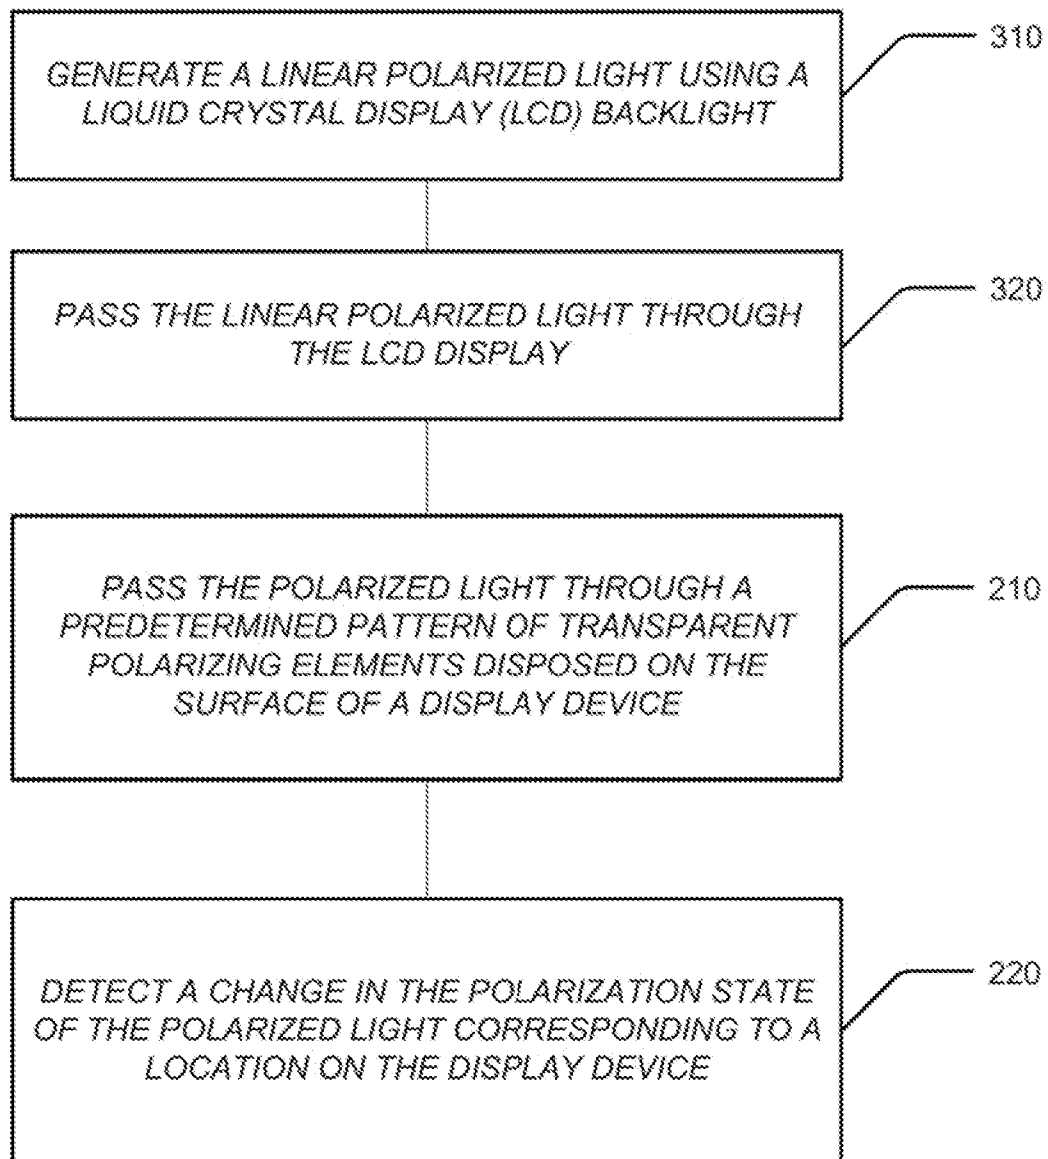 GENERATE A LINEAR POLARIZED LIGHT USING A
LIQUID CRYSTAL DISPLAY (LCD) BACKLIGHT
310
PASS THE LINEAR POLARIZED LIGHT THROUGH
THE LCD DISPLAY
320
PASS THE POLARIZED LIGHT THROUGH A
PREDETERMINED PATTERN OF TRANSPARENT
POLARIZING ELEMENTS DISPOSED ON THE
SURFACE OF A DISPLAY DEVICE
210
DETECT A CHANGE IN THE POLARIZATION STATE
OF THE POLARIZED LIGHT CORRESPONDING TO A
LOCATION ON THE DISPLAY DEVICE
220